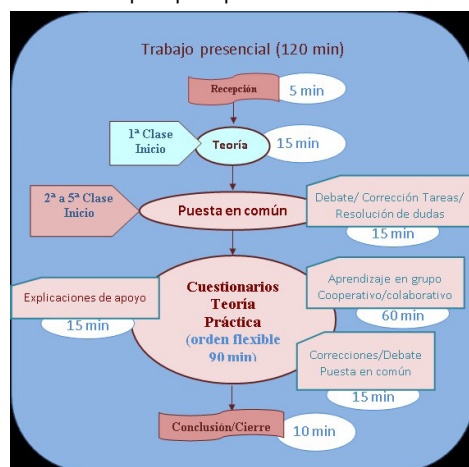 Trabajo presencial (120 min)
Recepción
5 min
1ª Clase
Inicio
Teoría
15 min
2ª a 5ª Clase
Inicio
Puesta en común
Debate/ Corrección Tareas/
Resolución de dudas
15 min
Explicaciones de apoyo
15 min
Cuestionarios
Teoría
Práctica
(orden flexible
90 min)
Aprendizaje en grupo
Cooperativo/colaborativo
60 min
Correcciones/Debate
Puesta en común
15 min
Conclusión/Cierre
10 min